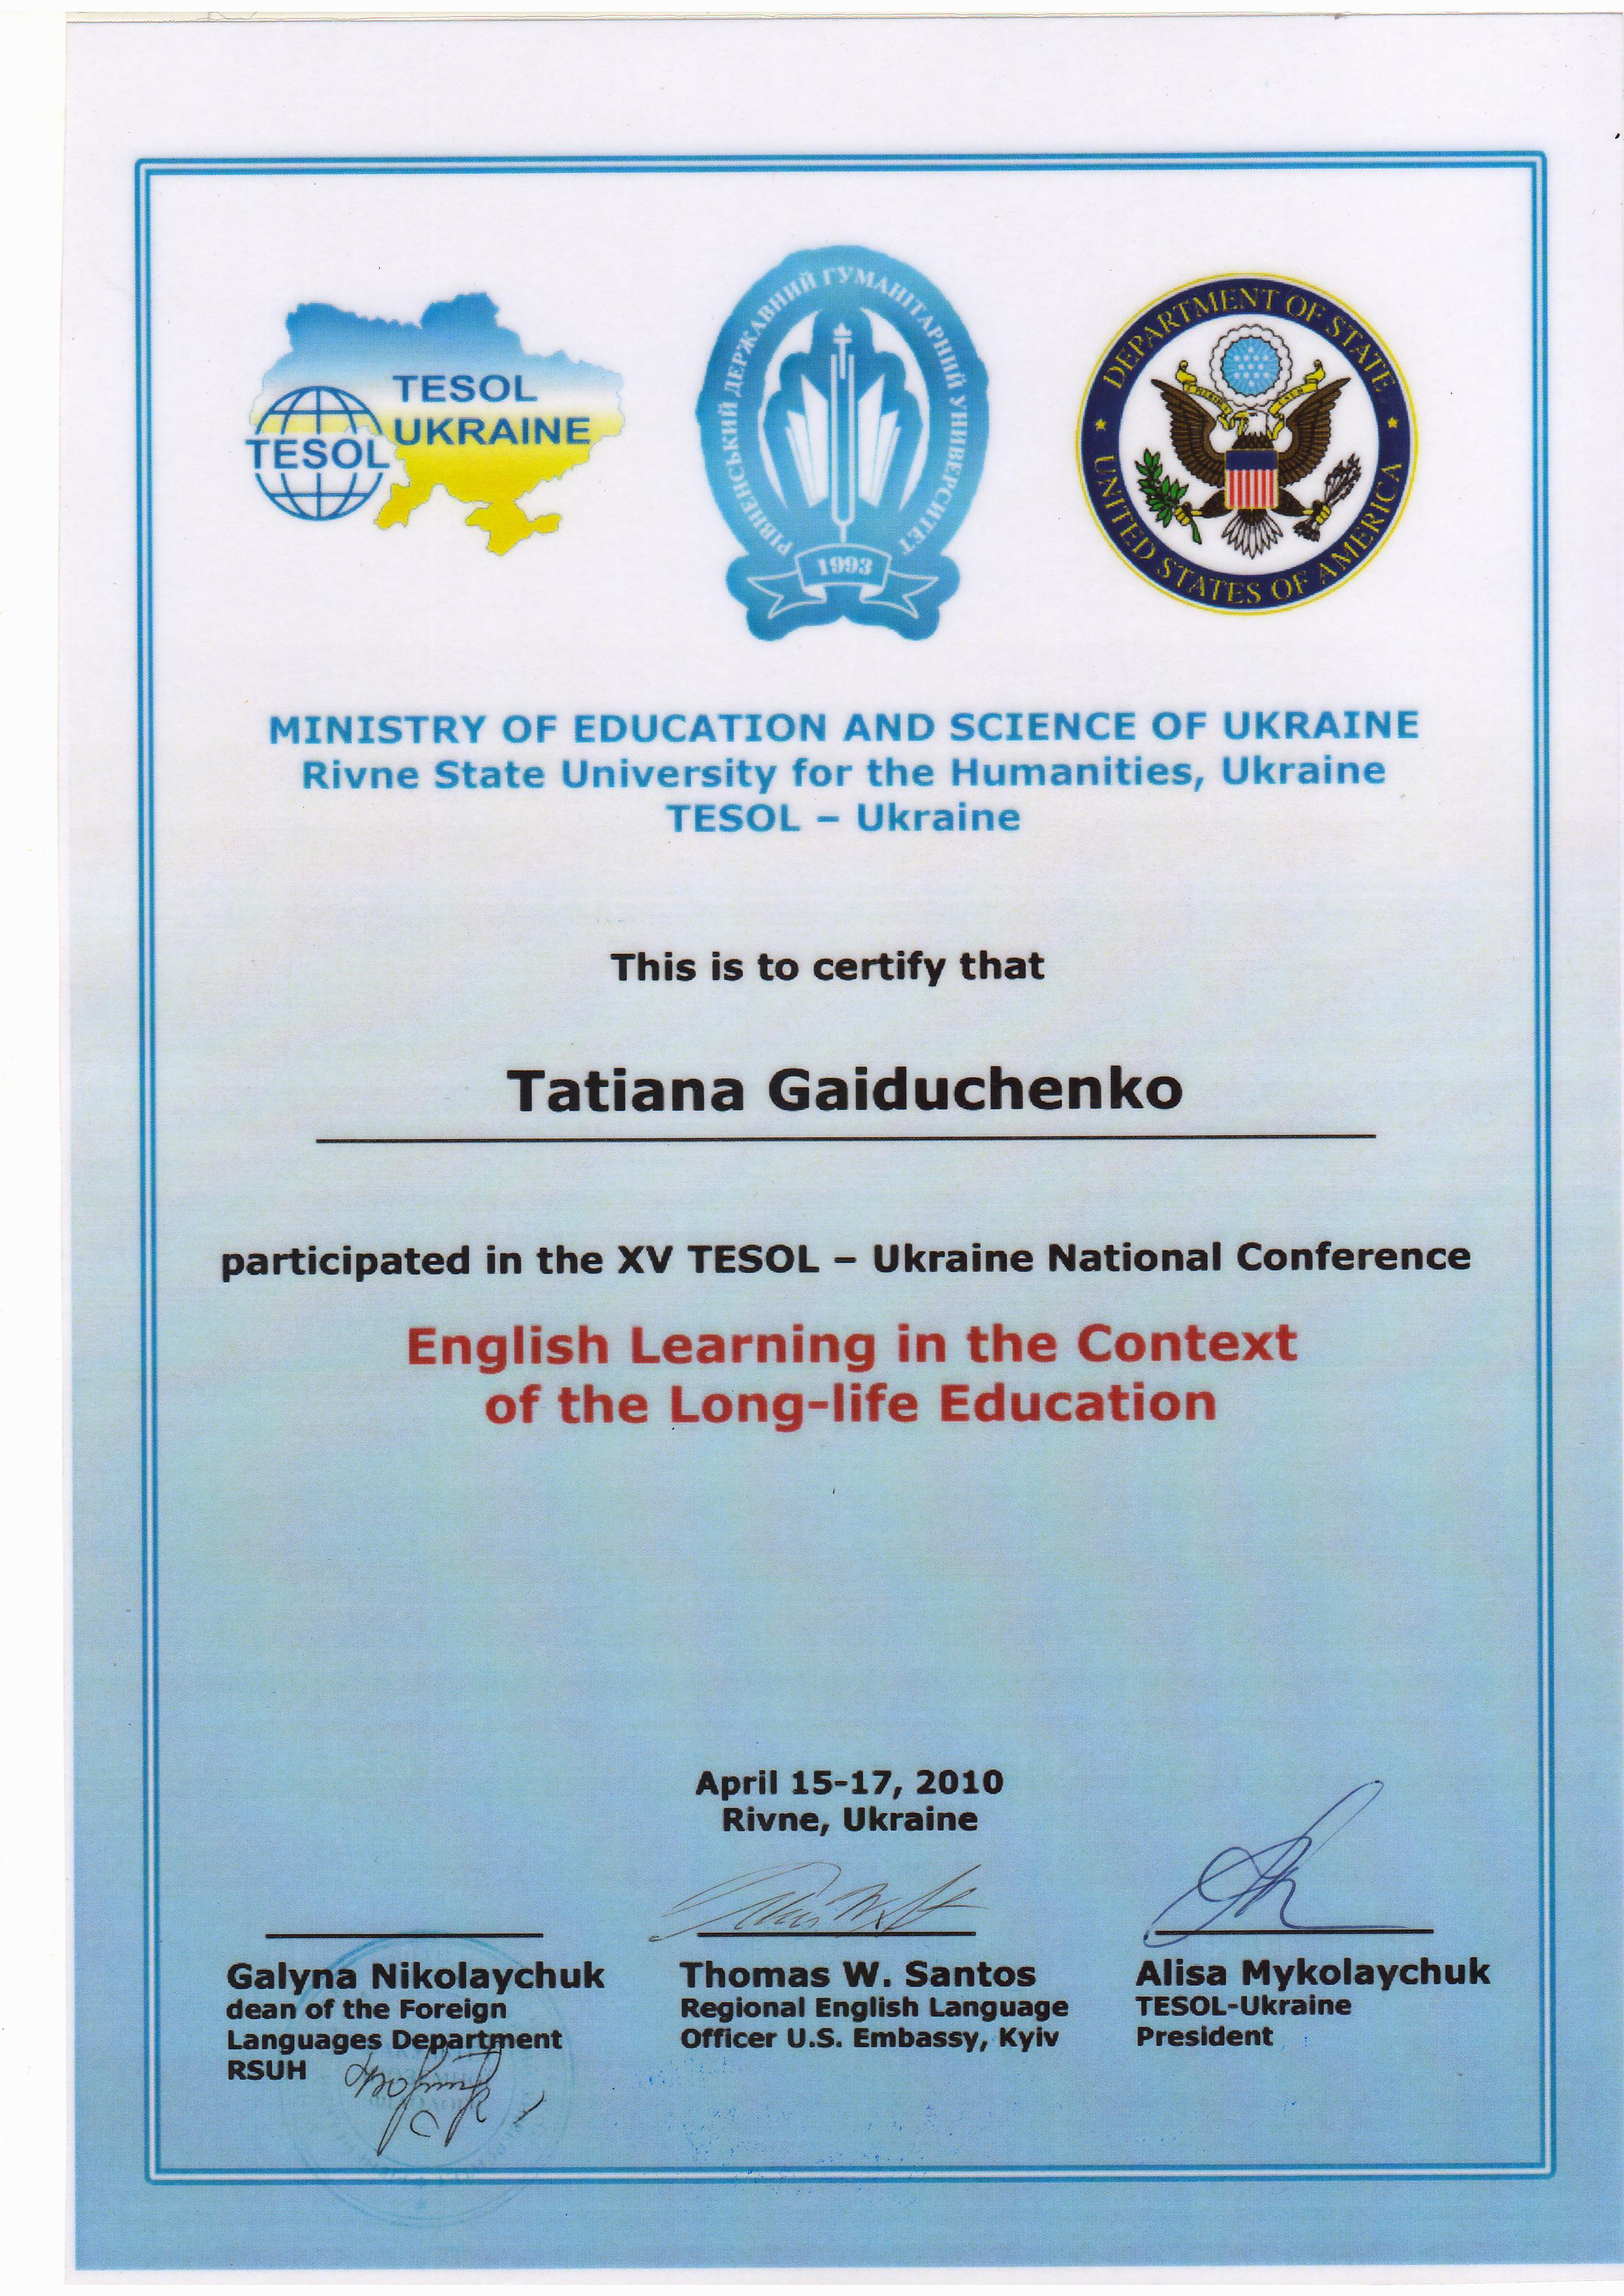 TESOL
UKRAINE
TESOL
РІВНЕНСЬКИЙ ДЕРЖАВНИЙ ГУМАНІТАРНИЙ УНИВЕРСИТЕТ
1993
DEPARTMENT OF STATE
UNITED STATES OF AMERICA
MINISTRY OF EDUCATION AND SCIENCE OF UKRAINE
Rivne State University for the Humanities, Ukraine
TESOL – Ukraine
This is to certify that
Tatiana Gaiduchenko
participated in the XV TESOL – Ukraine National Conference
English Learning in the Context
of the Long-life Education
April 15-17, 2010
Rivne, Ukraine
Galyna Nikolaychuk
dean of the Foreign
Languages Department
RSUH
Thomas W. Santos
Regional English Language
Officer U.S. Embassy, Kyiv
Alisa Mykolaychuk
TESOL-Ukraine
President